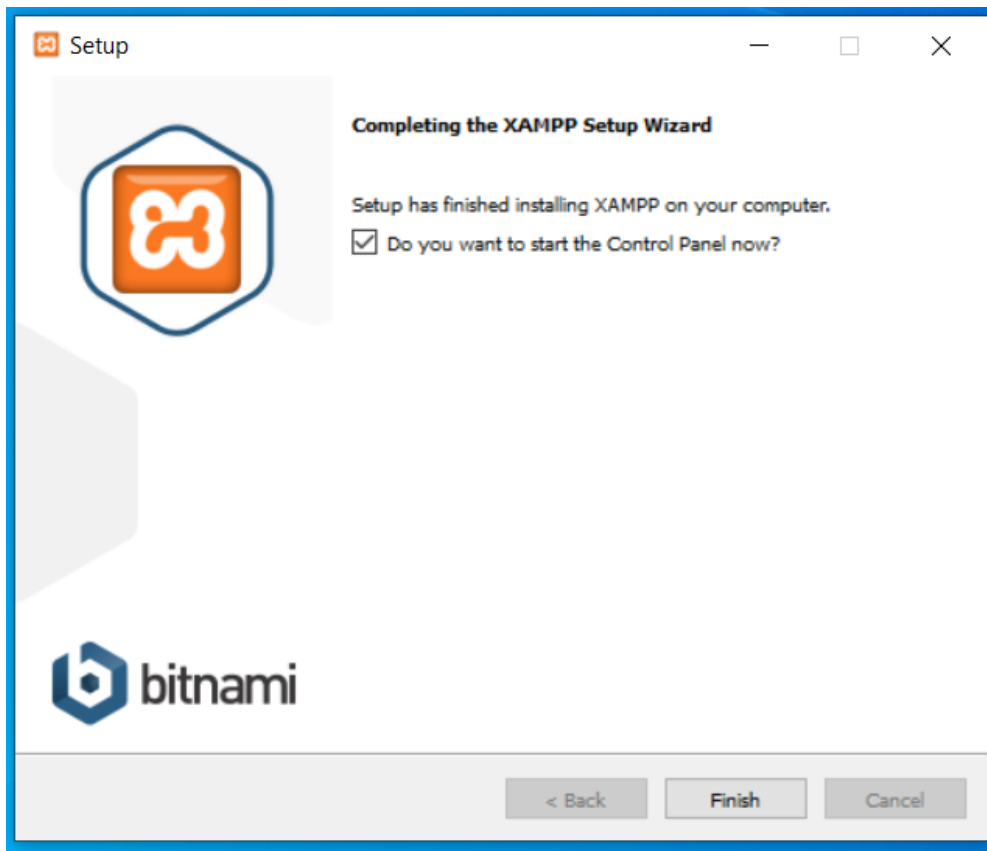 Setup
Completing the XAMPP Setup Wizard
Setup has finished installing XAMPP on your computer.
Do you want to start the Control Panel now?
bitnami
< Back
Finish
Cancel